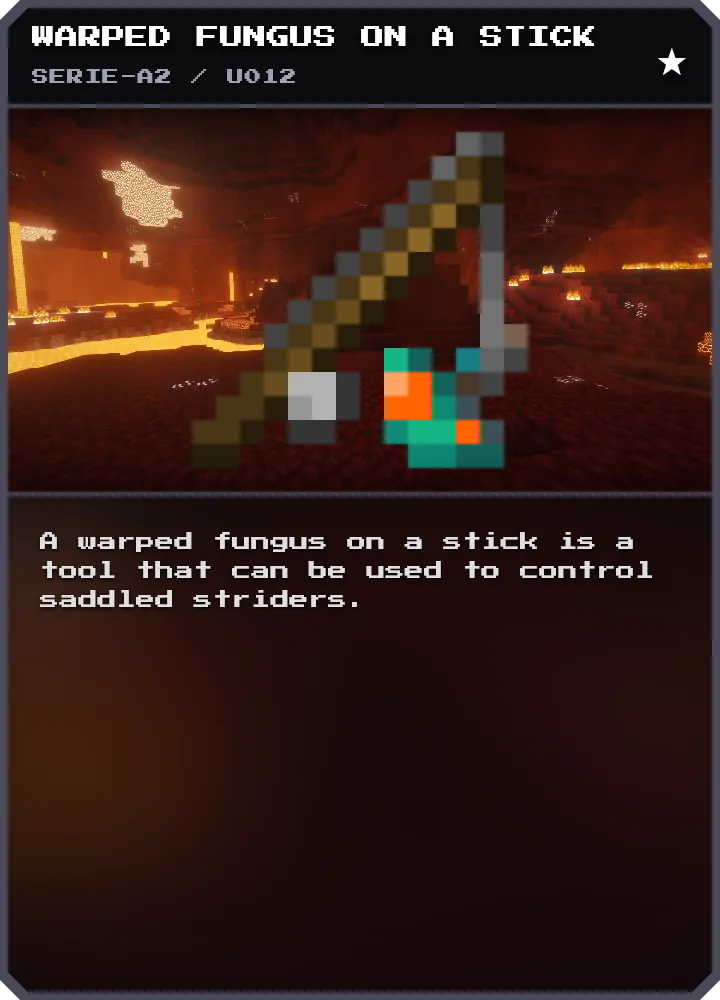 WARPED FUNGUS ON A STICK
SERIE-A2 / U012
A warped fungus on a stick is a
tool that can be used to control
saddled striders.